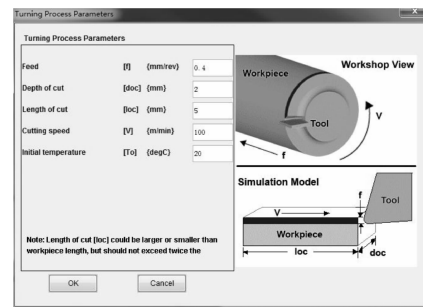 Turning Process Parameters
Turning Process Parameters
Feed [f] {mm/rev} 0.4
Depth of cut [doc] {mm} 2
Length of cut [loc] {mm} 5
Cutting speed [V] {m/min} 100
Initial temperature [To] {degC} 20
Note: Length of cut [loc] could be larger or smaller than
workpiece length, but should not exceed twice the
OK Cancel
Workshop View
Workpiece
Tool
V
f
Simulation Model
f
Tool
V
Workpiece
loc
doc